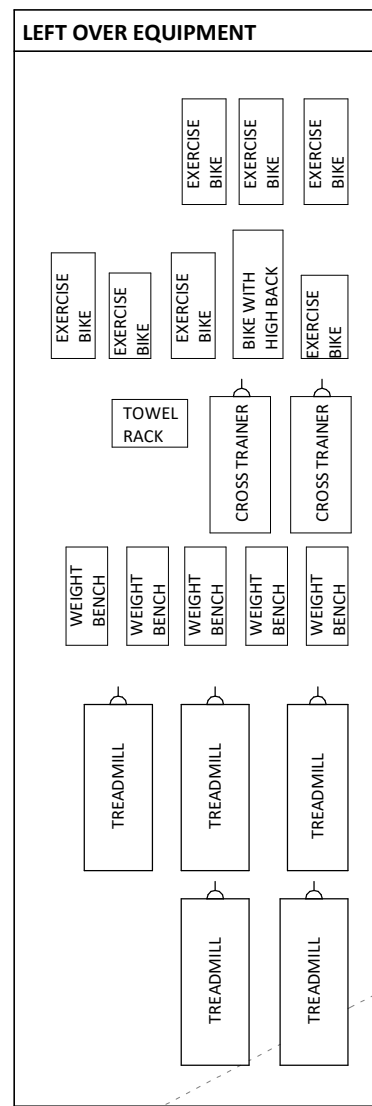 LEFT OVER EQUIPMENT
EXERCISE
BIKE
EXERCISE
BIKE
EXERCISE
BIKE
EXERCISE
BIKE
EXERCISE
BIKE
EXERCISE
BIKE
BIKE WITH
HIGH BACK
EXERCISE
BIKE
TOWEL
RACK
CROSS TRAINER
CROSS TRAINER
WEIGHT
BENCH
WEIGHT
BENCH
WEIGHT
BENCH
WEIGHT
BENCH
WEIGHT
BENCH
TREADMILL
TREADMILL
TREADMILL
TREADMILL
TREADMILL